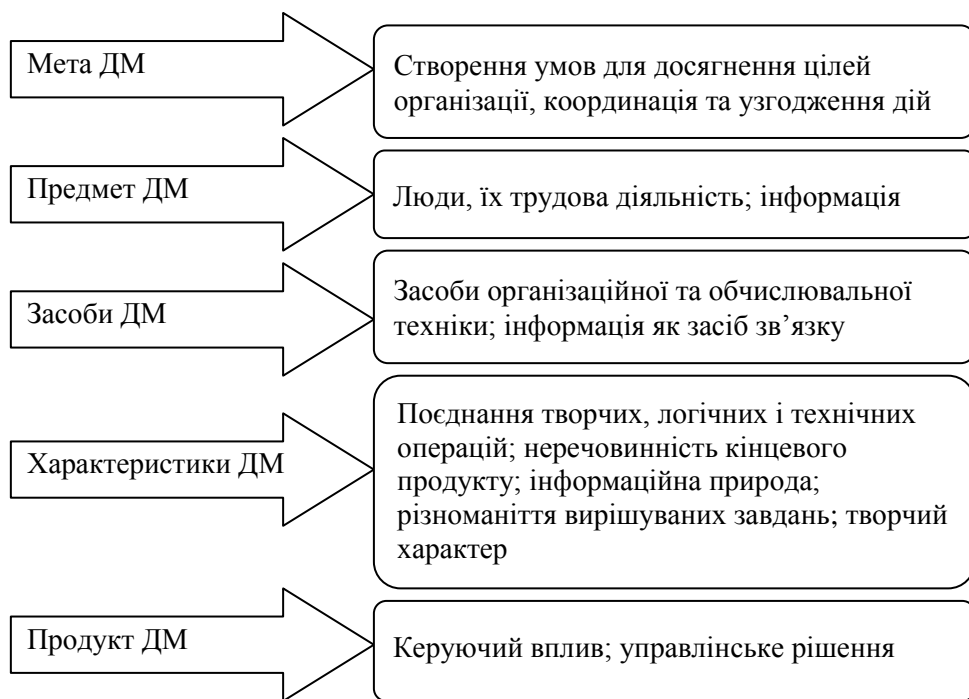 Мета ДМ
Створення умов для досягнення цілей
організації, координація та узгодження дій
Предмет ДМ
Люди, їх трудова діяльність; інформація
Засоби ДМ
Засоби організаційної та обчислювальної
техніки; інформація як засіб зв’язку
Характеристики ДМ
Поєднання творчих, логічних і технічних
операцій; неречовинність кінцевого
продукту; інформаційна природа;
різноманіття вирішуваних завдань; творчий
характер
Продукт ДМ
Керуючий вплив; управлінське рішення